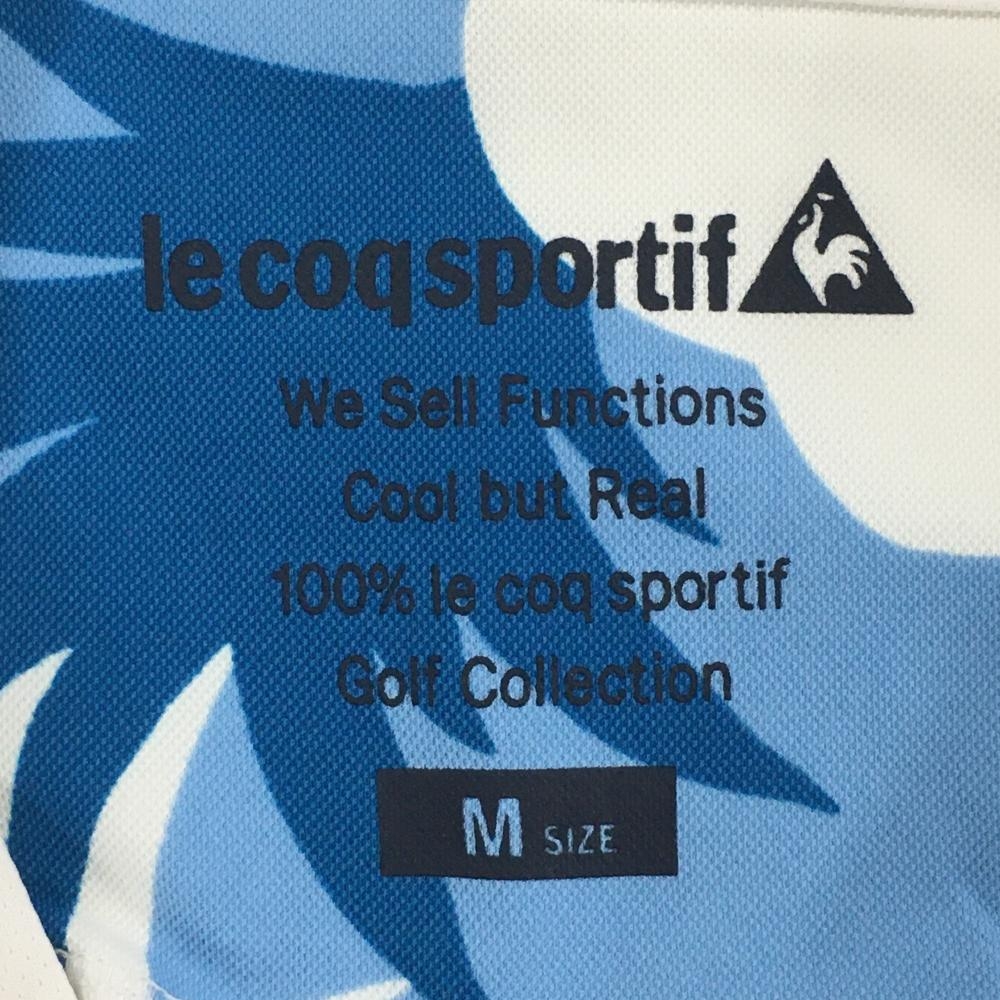 le coq sportif
We Sell Functions
Cool but Real
100% le coq sportif
Golf Collection
M SIZE